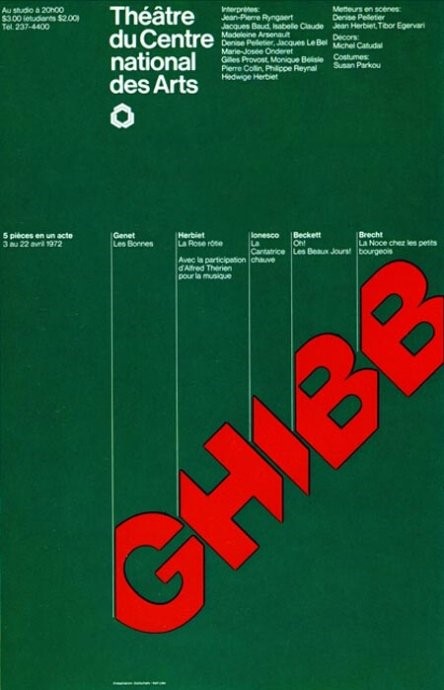 Au studio à 20h00
$3.00 (étudiants $2.00)
Tel. 237-4400
Théâtre
du Centre
national
des Arts
Interprètes:
Jean-Pierre Ryngaert
Jacques Baud, Isabelle Claude
Madeleine Arsenault
Denise Pelletier, Jacques Le Bel
Marie-Josée Onderet
Gilles Provost, Monique Bélisle
Pierre Collin, Philippe Reynal
Hedwige Herbiet
Metteurs en scènes:
Denise Pelletier
Jean Herbiet, Tibor Egervari
Décors:
Michel Catudal
Costumes:
Susan Parkou
5 pièces en un acte
3 au 22 avril 1972
Genet
Les Bonnes
Herbiet
La Rose rôtie
Avec la participation
d'Alfred Thérien
pour la musique
Ionesco
La
Cantatrice
chauve
Beckett
Oh!
Les Beaux Jours!
Brecht
La Noce chez les petits
bourgeois
GHIBB